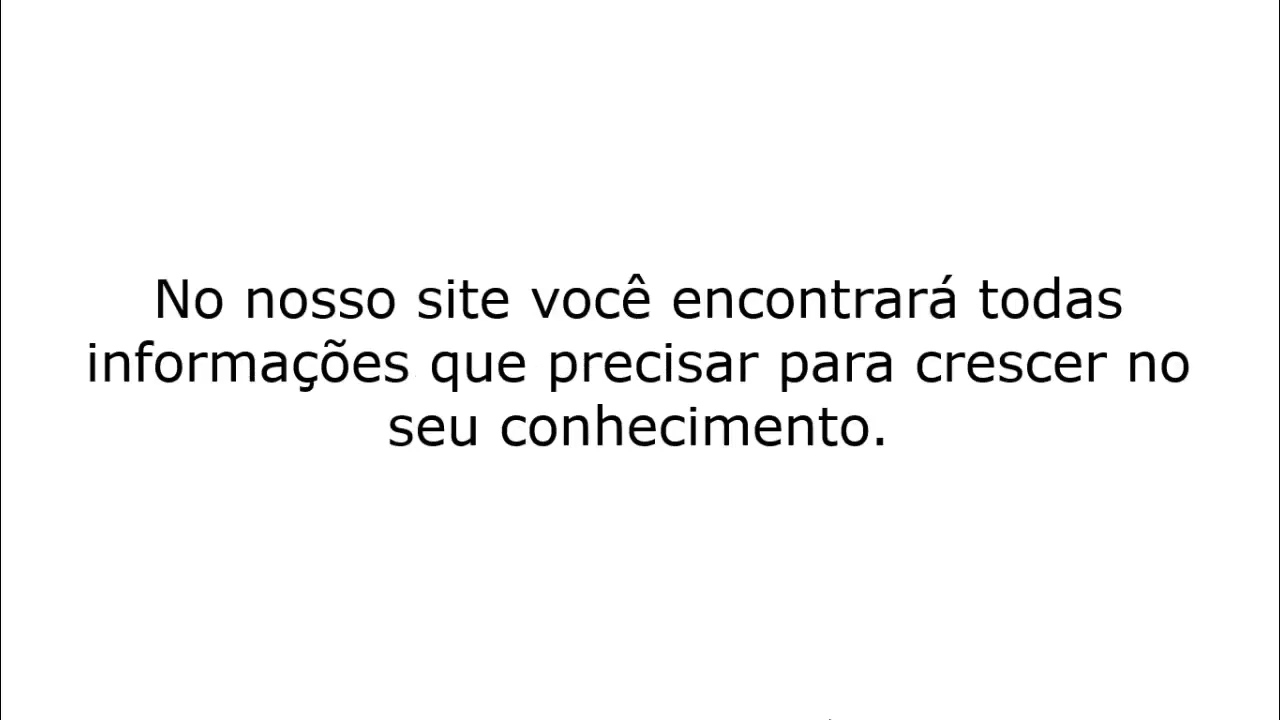 No nosso site você encontrará todas
informações que precisar para crescer no
seu conhecimento.